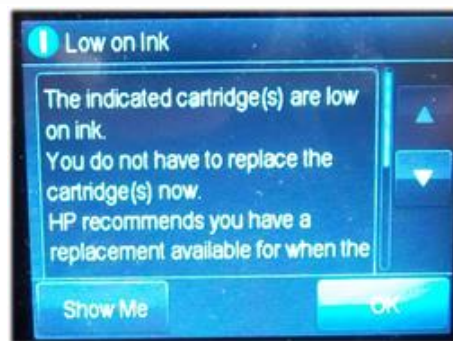 Low on Ink
The indicated cartridge(s) are low
on ink.
You do not have to replace the
cartridge(s) now.
HP recommends you have a
replacement available for when the
Show Me
OK